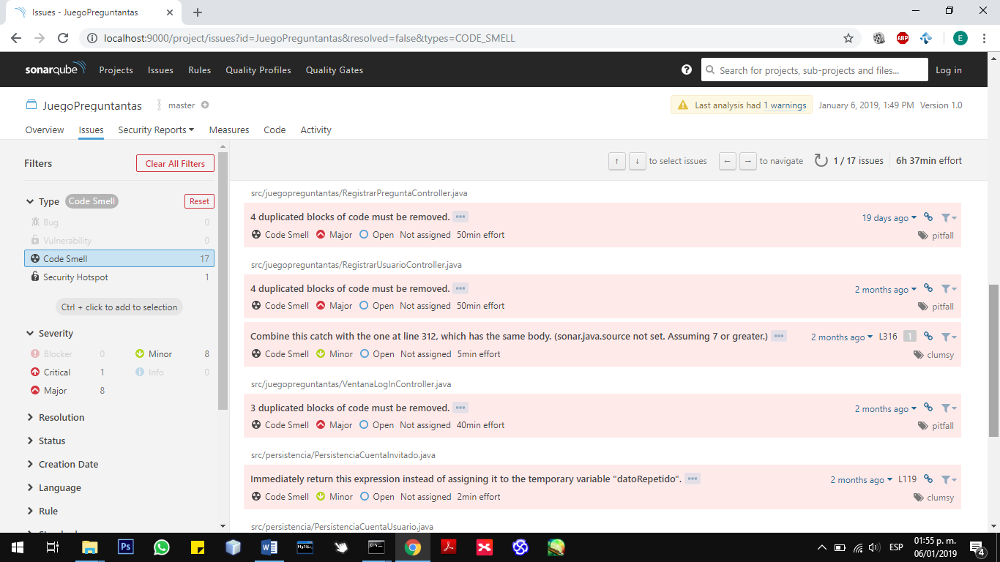 Issues - JuegoPreguntantas
localhost:9000/project/issues?id=JuegoPreguntantas&resolved=false&types=CODE_SMELL
ABP
E
sonarqube Projects Issues Rules Quality Profiles Quality Gates
Search for projects, sub-projects and files...
Log in
JuegoPreguntantas master
Last analysis had 1 warnings January 6, 2019, 1:49 PM Version 1.0
Overview Issues Security Reports Measures Code Activity
Filters Clear All Filters
↑ ↓ to select issues ← → to navigate 1 / 17 issues 6h 37min effort
Type Code Smell Reset
Bug 0
Vulnerability 0
Code Smell 17
Security Hotspot 1
Ctrl + click to add to selection
Severity
Blocker 0 Minor 8
Critical 1 Info 0
Major 8
Resolution
Status
Creation Date
Language
Rule
src/juegopreguntantas/RegistrarPreguntaController.java
4 duplicated blocks of code must be removed. ••• 19 days ago
Code Smell Major Open Not assigned 50min effort pitfall
src/juegopreguntantas/RegistrarUsuarioController.java
4 duplicated blocks of code must be removed. ••• 2 months ago
Code Smell Major Open Not assigned 50min effort pitfall
Combine this catch with the one at line 312, which has the same body. (sonar.java.source not set. Assuming 7 or greater.) ••• 2 months ago L316 1
Code Smell Minor Open Not assigned 5min effort clumsy
src/juegopreguntantas/VentanaLogInController.java
3 duplicated blocks of code must be removed. ••• 2 months ago
Code Smell Major Open Not assigned 40min effort pitfall
src/persistencia/PersistenciaCuentaInvitado.java
Immediately return this expression instead of assigning it to the temporary variable "datoRepetido". ••• 2 months ago L119
Code Smell Minor Open Not assigned 2min effort clumsy
src/persistencia/PersistenciaCuentaUsuario.java
Ps
ESP
01:55 p. m.
06/01/2019
4